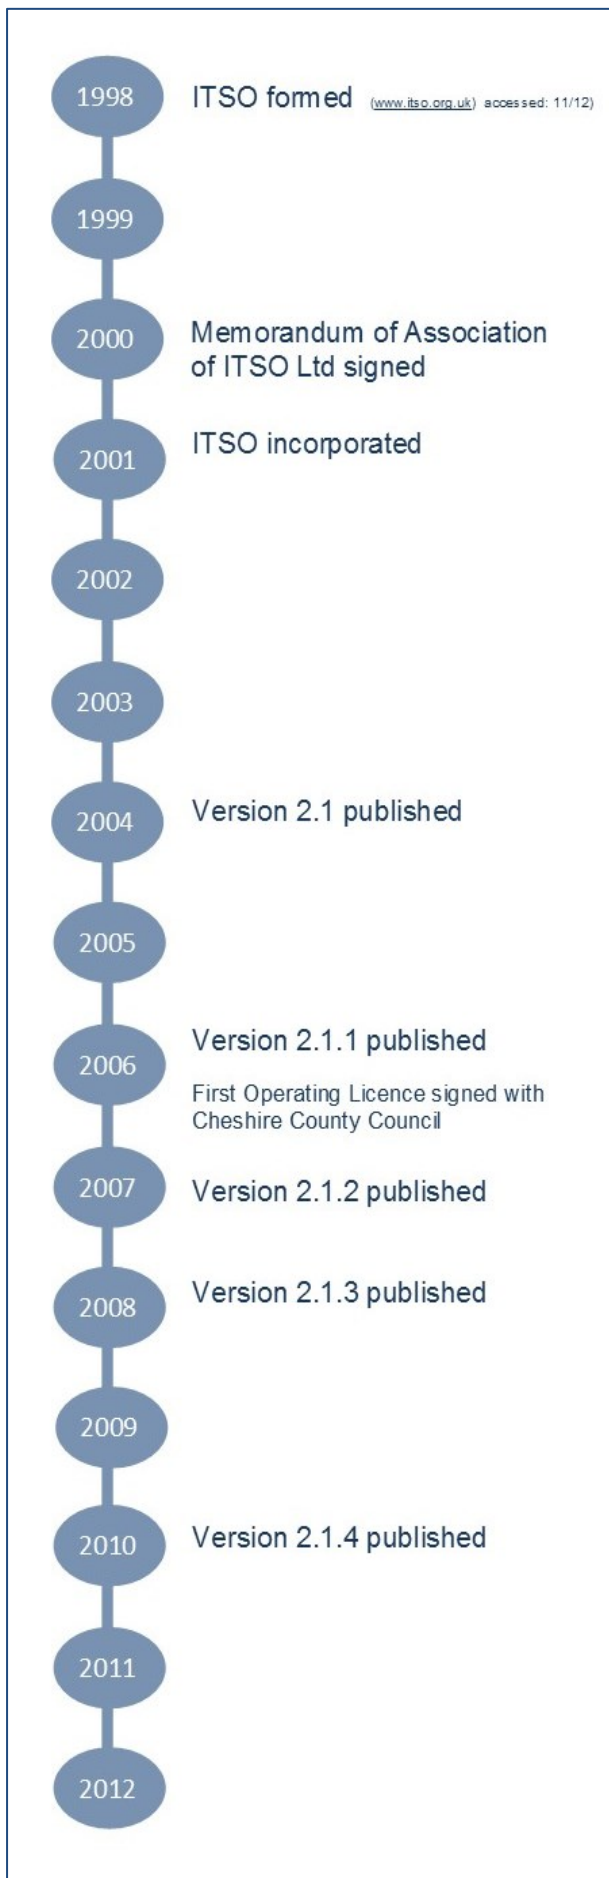 1998 ITSO formed (www.itso.org.uk) accessed: 11/12)
1999
2000 Memorandum of Association
of ITSO Ltd signed
2001 ITSO incorporated
2002
2003
2004 Version 2.1 published
2005
2006 Version 2.1.1 published
First Operating Licence signed with
Cheshire County Council
2007 Version 2.1.2 published
2008 Version 2.1.3 published
2009
2010 Version 2.1.4 published
2011
2012